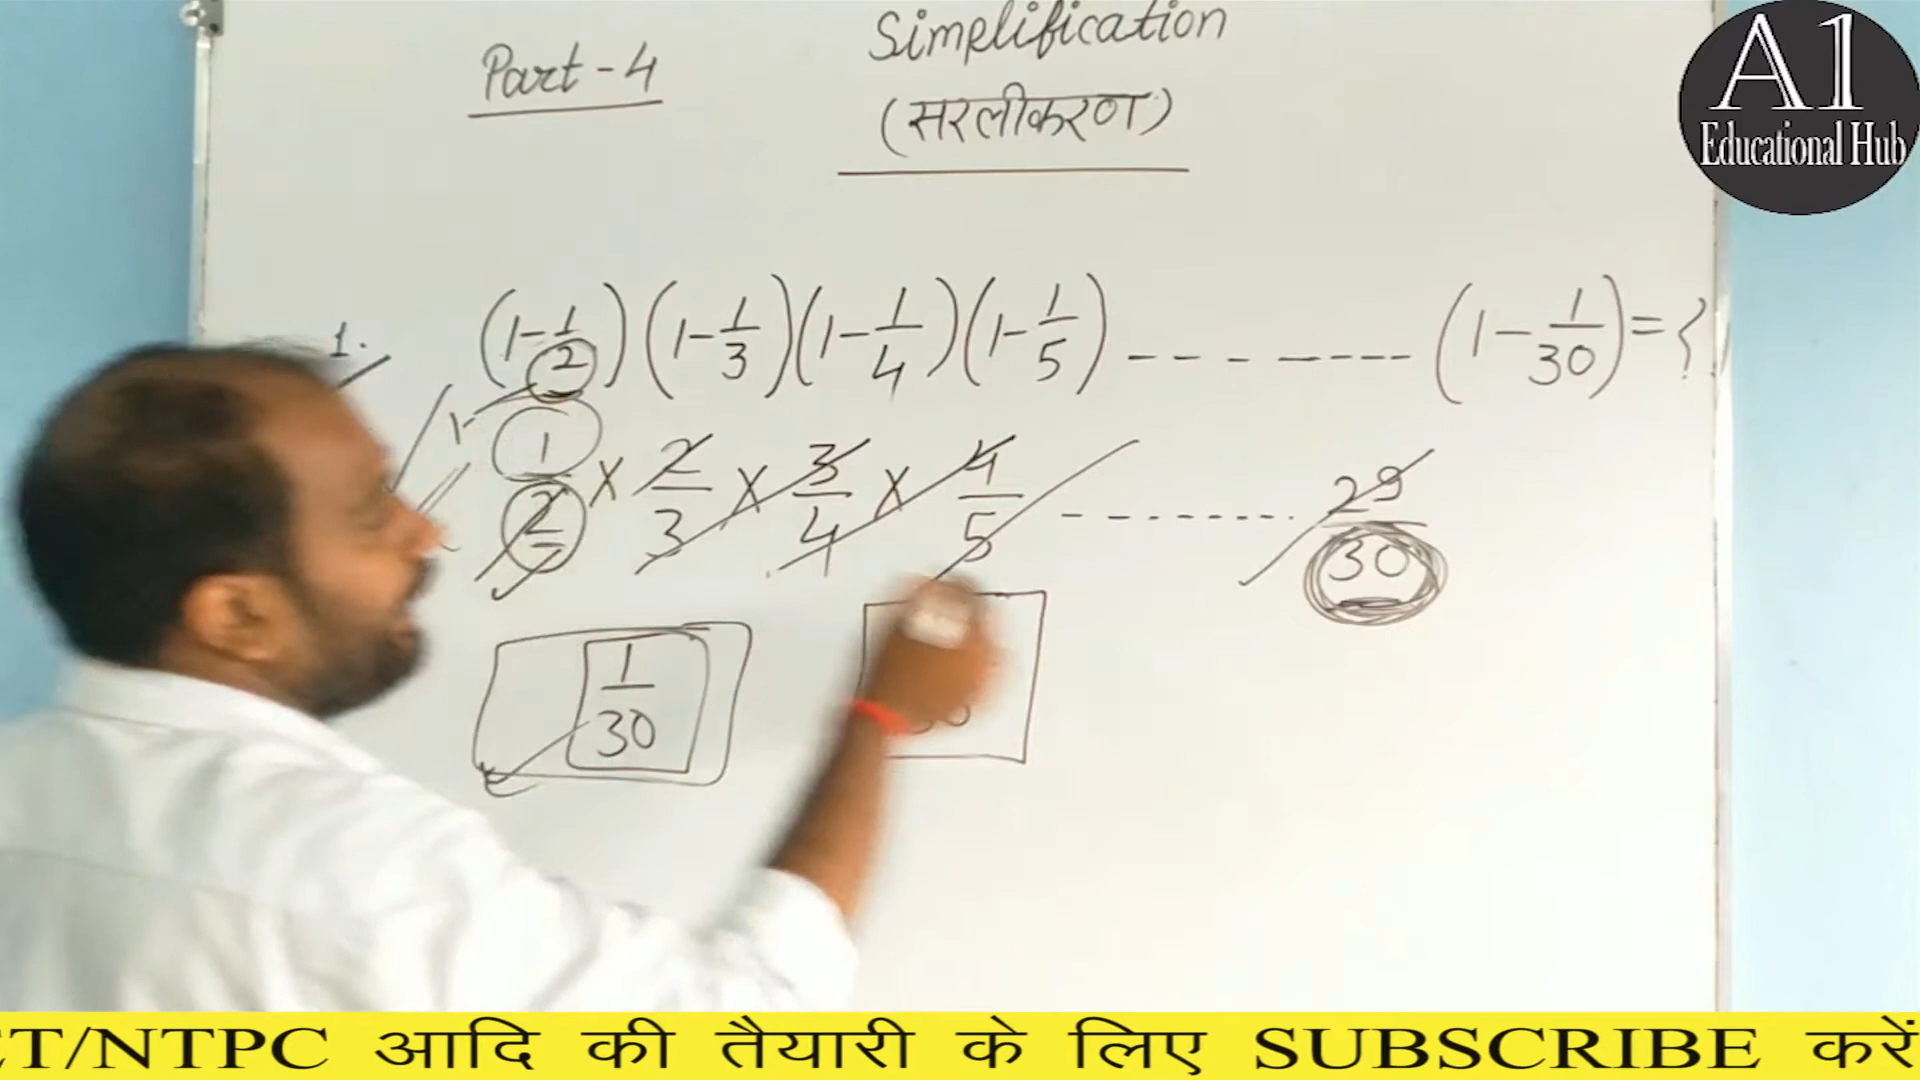 Part-4
Simplification
(सरलीकरण)
A1
Educational Hub
1. (1-1/2)(1-1/3)(1-1/4)(1-1/5)--------(1-1/30)=?
1/2 × 2/3 × 3/4 × 4/5 -------- 29/30
1/30
ET/NTPC आदि की तैयारी के लिए SUBSCRIBE करें